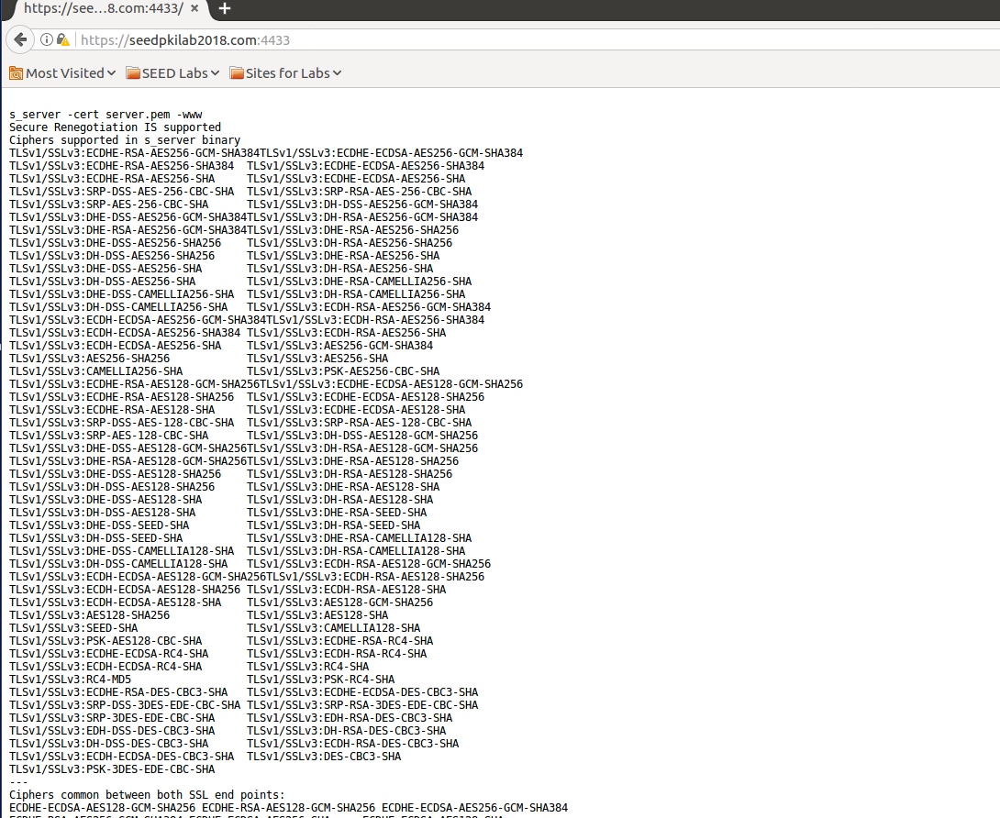 https://see...8.com:4433/ × +
https://seedpkilab2018.com:4433
Most Visited SEED Labs Sites for Labs
s_server -cert server.pem -www
Secure Renegotiation IS supported
Ciphers supported in s_server binary
TLSv1/SSLv3:ECDHE-RSA-AES256-GCM-SHA384TLSv1/SSLv3:ECDHE-ECDSA-AES256-GCM-SHA384
TLSv1/SSLv3:ECDHE-RSA-AES256-SHA384 TLSv1/SSLv3:ECDHE-ECDSA-AES256-SHA384
TLSv1/SSLv3:ECDHE-RSA-AES256-SHA TLSv1/SSLv3:ECDHE-ECDSA-AES256-SHA
TLSv1/SSLv3:SRP-DSS-AES-256-CBC-SHA TLSv1/SSLv3:SRP-RSA-AES-256-CBC-SHA
TLSv1/SSLv3:SRP-AES-256-CBC-SHA TLSv1/SSLv3:DH-DSS-AES256-GCM-SHA384
TLSv1/SSLv3:DHE-DSS-AES256-GCM-SHA384TLSv1/SSLv3:DH-RSA-AES256-GCM-SHA384
TLSv1/SSLv3:DHE-RSA-AES256-GCM-SHA384TLSv1/SSLv3:DHE-RSA-AES256-SHA256
TLSv1/SSLv3:DHE-DSS-AES256-SHA256 TLSv1/SSLv3:DH-RSA-AES256-SHA256
TLSv1/SSLv3:DH-DSS-AES256-SHA256 TLSv1/SSLv3:DHE-RSA-AES256-SHA
TLSv1/SSLv3:DHE-DSS-AES256-SHA TLSv1/SSLv3:DH-RSA-AES256-SHA
TLSv1/SSLv3:DH-DSS-AES256-SHA TLSv1/SSLv3:DHE-RSA-CAMELLIA256-SHA
TLSv1/SSLv3:DHE-DSS-CAMELLIA256-SHA TLSv1/SSLv3:DH-RSA-CAMELLIA256-SHA
TLSv1/SSLv3:DH-DSS-CAMELLIA256-SHA TLSv1/SSLv3:ECDH-RSA-AES256-GCM-SHA384
TLSv1/SSLv3:ECDH-ECDSA-AES256-GCM-SHA384TLSv1/SSLv3:ECDH-RSA-AES256-SHA384
TLSv1/SSLv3:ECDH-ECDSA-AES256-SHA384 TLSv1/SSLv3:ECDH-RSA-AES256-SHA
TLSv1/SSLv3:ECDH-ECDSA-AES256-SHA TLSv1/SSLv3:AES256-GCM-SHA384
TLSv1/SSLv3:AES256-SHA256 TLSv1/SSLv3:AES256-SHA
TLSv1/SSLv3:CAMELLIA256-SHA TLSv1/SSLv3:PSK-AES256-CBC-SHA
TLSv1/SSLv3:ECDHE-RSA-AES128-GCM-SHA256TLSv1/SSLv3:ECDHE-ECDSA-AES128-GCM-SHA256
TLSv1/SSLv3:ECDHE-RSA-AES128-SHA256 TLSv1/SSLv3:ECDHE-ECDSA-AES128-SHA256
TLSv1/SSLv3:ECDHE-RSA-AES128-SHA TLSv1/SSLv3:ECDHE-ECDSA-AES128-SHA
TLSv1/SSLv3:SRP-DSS-AES-128-CBC-SHA TLSv1/SSLv3:SRP-RSA-AES-128-CBC-SHA
TLSv1/SSLv3:SRP-AES-128-CBC-SHA TLSv1/SSLv3:DH-DSS-AES128-GCM-SHA256
TLSv1/SSLv3:DHE-DSS-AES128-GCM-SHA256TLSv1/SSLv3:DH-RSA-AES128-GCM-SHA256
TLSv1/SSLv3:DHE-RSA-AES128-GCM-SHA256TLSv1/SSLv3:DHE-RSA-AES128-SHA256
TLSv1/SSLv3:DHE-DSS-AES128-SHA256 TLSv1/SSLv3:DH-RSA-AES128-SHA256
TLSv1/SSLv3:DH-DSS-AES128-SHA256 TLSv1/SSLv3:DHE-RSA-AES128-SHA
TLSv1/SSLv3:DHE-DSS-AES128-SHA TLSv1/SSLv3:DH-RSA-AES128-SHA
TLSv1/SSLv3:DH-DSS-AES128-SHA TLSv1/SSLv3:DHE-RSA-SEED-SHA
TLSv1/SSLv3:DHE-DSS-SEED-SHA TLSv1/SSLv3:DH-RSA-SEED-SHA
TLSv1/SSLv3:DH-DSS-SEED-SHA TLSv1/SSLv3:DHE-RSA-CAMELLIA128-SHA
TLSv1/SSLv3:DHE-DSS-CAMELLIA128-SHA TLSv1/SSLv3:DH-RSA-CAMELLIA128-SHA
TLSv1/SSLv3:DH-DSS-CAMELLIA128-SHA TLSv1/SSLv3:ECDH-RSA-AES128-GCM-SHA256
TLSv1/SSLv3:ECDH-ECDSA-AES128-GCM-SHA256TLSv1/SSLv3:ECDH-RSA-AES128-SHA256
TLSv1/SSLv3:ECDH-ECDSA-AES128-SHA256 TLSv1/SSLv3:ECDH-RSA-AES128-SHA
TLSv1/SSLv3:ECDH-ECDSA-AES128-SHA TLSv1/SSLv3:AES128-GCM-SHA256
TLSv1/SSLv3:AES128-SHA256 TLSv1/SSLv3:AES128-SHA
TLSv1/SSLv3:SEED-SHA TLSv1/SSLv3:CAMELLIA128-SHA
TLSv1/SSLv3:PSK-AES128-CBC-SHA TLSv1/SSLv3:ECDHE-RSA-RC4-SHA
TLSv1/SSLv3:ECDHE-ECDSA-RC4-SHA TLSv1/SSLv3:ECDH-RSA-RC4-SHA
TLSv1/SSLv3:ECDH-ECDSA-RC4-SHA TLSv1/SSLv3:RC4-SHA
TLSv1/SSLv3:RC4-MD5 TLSv1/SSLv3:PSK-RC4-SHA
TLSv1/SSLv3:ECDHE-RSA-DES-CBC3-SHA TLSv1/SSLv3:ECDHE-ECDSA-DES-CBC3-SHA
TLSv1/SSLv3:SRP-DSS-3DES-EDE-CBC-SHA TLSv1/SSLv3:SRP-RSA-3DES-EDE-CBC-SHA
TLSv1/SSLv3:SRP-3DES-EDE-CBC-SHA TLSv1/SSLv3:EDH-RSA-DES-CBC3-SHA
TLSv1/SSLv3:EDH-DSS-DES-CBC3-SHA TLSv1/SSLv3:DH-RSA-DES-CBC3-SHA
TLSv1/SSLv3:DH-DSS-DES-CBC3-SHA TLSv1/SSLv3:ECDH-RSA-DES-CBC3-SHA
TLSv1/SSLv3:ECDH-ECDSA-DES-CBC3-SHA TLSv1/SSLv3:DES-CBC3-SHA
TLSv1/SSLv3:PSK-3DES-EDE-CBC-SHA
---
Ciphers common between both SSL end points:
ECDHE-ECDSA-AES128-GCM-SHA256 ECDHE-RSA-AES128-GCM-SHA256 ECDHE-ECDSA-AES256-GCM-SHA384